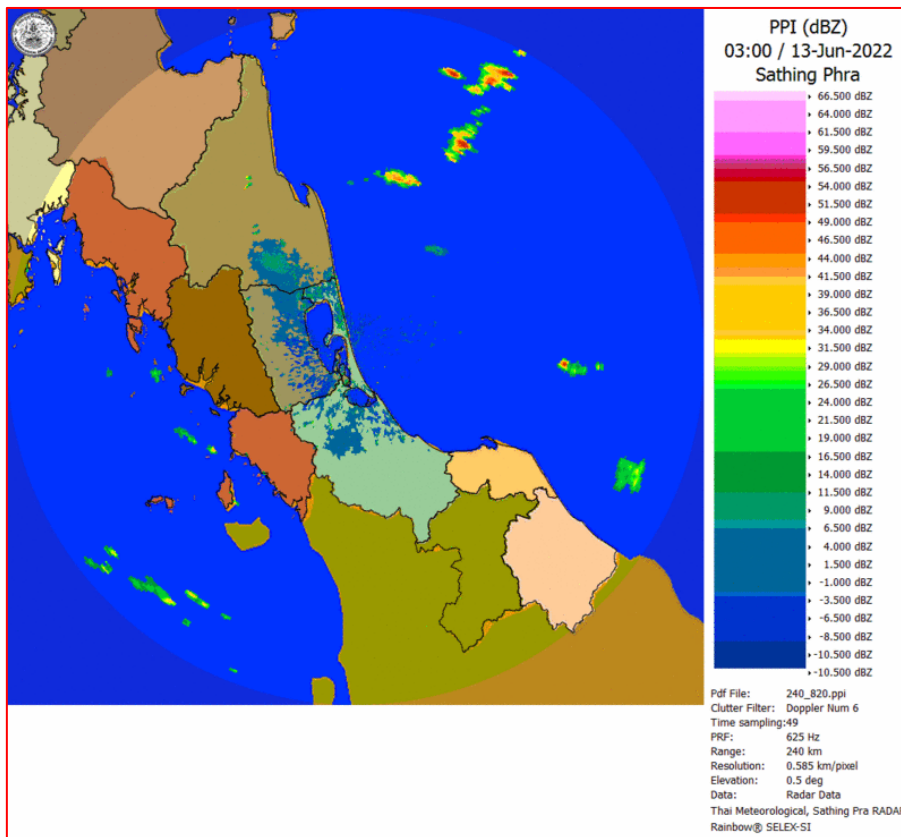 PPI (dBZ)
03:00 / 13-Jun-2022
Sathing Phra
66.500 dBZ
64.000 dBZ
61.500 dBZ
59.500 dBZ
56.500 dBZ
54.000 dBZ
51.500 dBZ
49.000 dBZ
46.500 dBZ
44.000 dBZ
41.500 dBZ
39.000 dBZ
36.500 dBZ
34.000 dBZ
31.500 dBZ
29.000 dBZ
26.500 dBZ
24.000 dBZ
21.500 dBZ
19.000 dBZ
16.500 dBZ
14.000 dBZ
11.500 dBZ
9.000 dBZ
6.500 dBZ
4.000 dBZ
1.500 dBZ
-1.000 dBZ
-3.500 dBZ
-6.500 dBZ
-8.500 dBZ
-10.500 dBZ
-10.500 dBZ
Pdf File: 240_820.ppi
Clutter Filter: Doppler Num 6
Time sampling:49
PRF: 625 Hz
Range: 240 km
Resolution: 0.585 km/pixel
Elevation: 0.5 deg
Data: Radar Data
Thai Meteorological, Sathing Pra RADAR
Rainbow® SELEX-SI